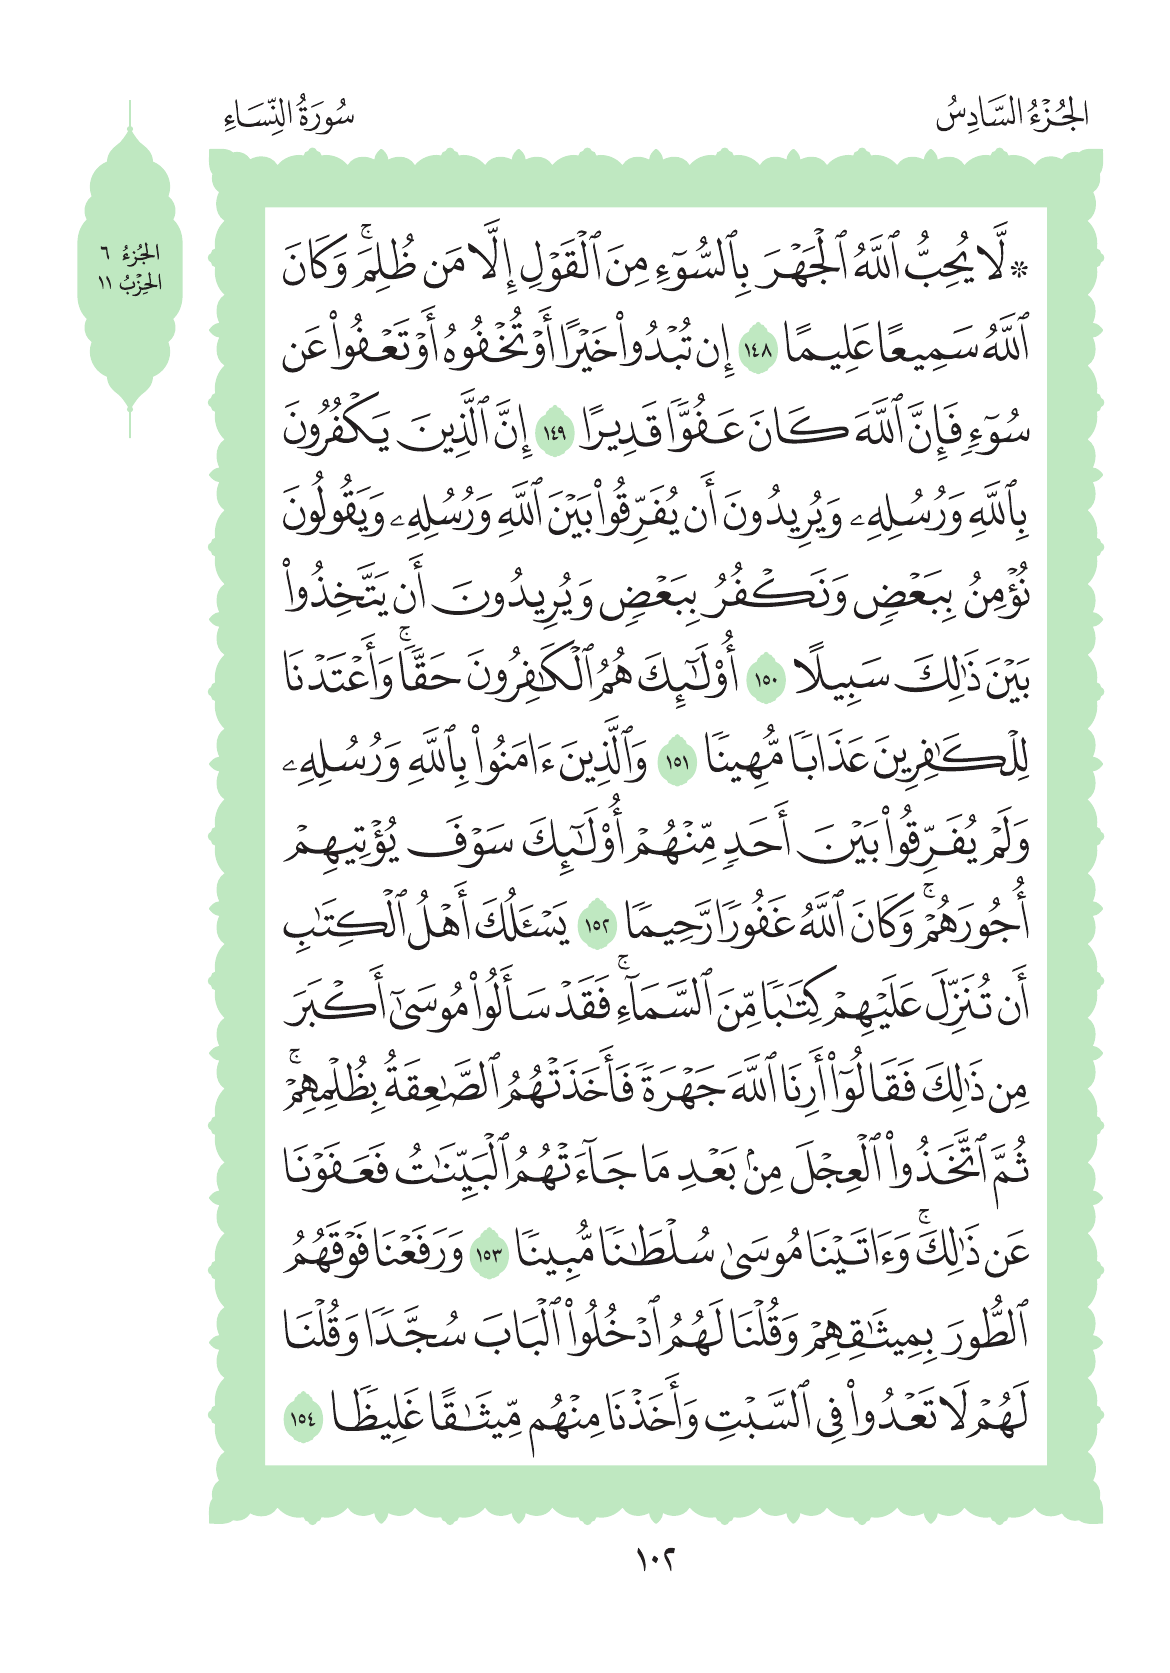 الجُزْءُ السَّادِسُ
سُورَةُ النِّسَاءِ
الجُزءُ ٦
الحِزْبُ ١١
۞ لَّا يُحِبُّ ٱللَّهُ ٱلْجَهْرَ بِٱلسُّوٓءِ مِنَ ٱلْقَوْلِ إِلَّا مَن ظُلِمَۚ وَكَانَ
ٱللَّهُ سَمِيعًا عَلِيمًا ١٤٨ إِن تُبْدُوا۟ خَيْرًا أَوْ تُخْفُوهُ أَوْ تَعْفُوا۟ عَن
سُوٓءٍ فَإِنَّ ٱللَّهَ كَانَ عَفُوًّا قَدِيرًا ١٤٩ إِنَّ ٱلَّذِينَ يَكْفُرُونَ
بِٱللَّهِ وَرُسُلِهِۦ وَيُرِيدُونَ أَن يُفَرِّقُوا۟ بَيْنَ ٱللَّهِ وَرُسُلِهِۦ وَيَقُولُونَ
نُؤْمِنُ بِبَعْضٍ وَنَكْفُرُ بِبَعْضٍ وَيُرِيدُونَ أَن يَتَّخِذُوا۟
بَيْنَ ذَٰلِكَ سَبِيلًا ١٥٠ أُو۟لَٰٓئِكَ هُمُ ٱلْكَٰفِرُونَ حَقًّاۚ وَأَعْتَدْنَا
لِلْكَٰفِرِينَ عَذَابًا مُّهِينًا ١٥١ وَٱلَّذِينَ ءَامَنُوا۟ بِٱللَّهِ وَرُسُلِهِۦ
وَلَمْ يُفَرِّقُوا۟ بَيْنَ أَحَدٍ مِّنْهُمْ أُو۟لَٰٓئِكَ سَوْفَ يُؤْتِيهِمْ
أُجُورَهُمْۚ وَكَانَ ٱللَّهُ غَفُورًا رَّحِيمًا ١٥٢ يَسْـَٔلُكَ أَهْلُ ٱلْكِتَٰبِ
أَن تُنَزِّلَ عَلَيْهِمْ كِتَٰبًا مِّنَ ٱلسَّمَآءِۚ فَقَدْ سَأَلُوا۟ مُوسَىٰٓ أَكْبَرَ
مِن ذَٰلِكَ فَقَالُوٓا۟ أَرِنَا ٱللَّهَ جَهْرَةً فَأَخَذَتْهُمُ ٱلصَّٰعِقَةُ بِظُلْمِهِمْۚ
ثُمَّ ٱتَّخَذُوا۟ ٱلْعِجْلَ مِنۢ بَعْدِ مَا جَآءَتْهُمُ ٱلْبَيِّنَٰتُ فَعَفَوْنَا
عَن ذَٰلِكَۚ وَءَاتَيْنَا مُوسَىٰ سُلْطَٰنًا مُّبِينًا ١٥٣ وَرَفَعْنَا فَوْقَهُمُ
ٱلطُّورَ بِمِيثَٰقِهِمْ وَقُلْنَا لَهُمُ ٱدْخُلُوا۟ ٱلْبَابَ سُجَّدًا وَقُلْنَا
لَهُمْ لَا تَعْدُوا۟ فِى ٱلسَّبْتِ وَأَخَذْنَا مِنْهُم مِّيثَٰقًا غَلِيظًا ١٥٤
١٠٢